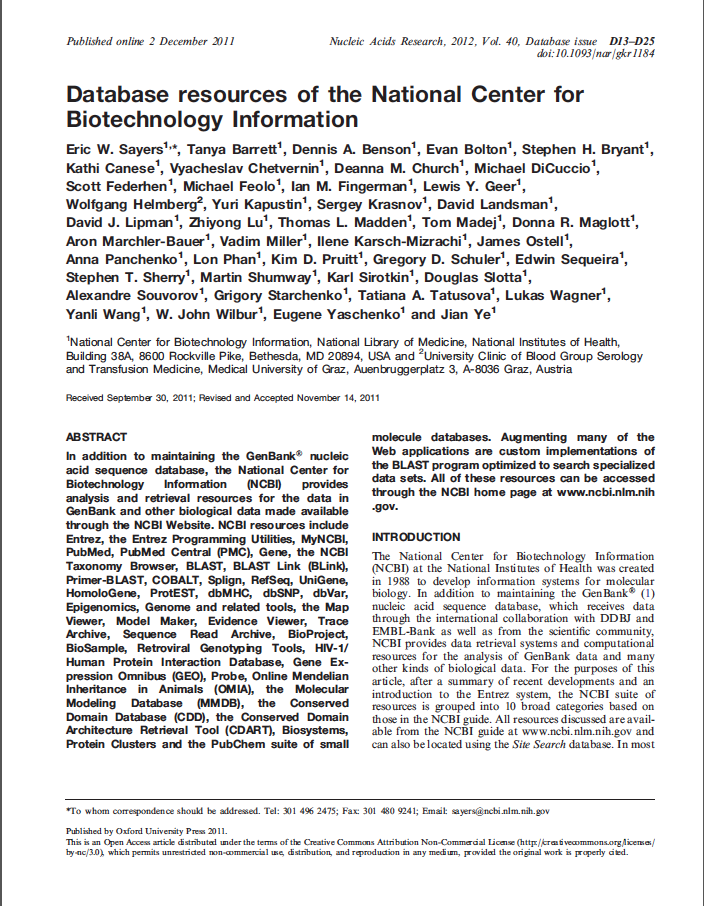 Published online 2 December 2011
Nucleic Acids Research, 2012, Vol. 40, Database issue D13–D25
doi:10.1093/nar/gkr1184
Database resources of the National Center for
Biotechnology Information
Eric W. Sayers1,*, Tanya Barrett1, Dennis A. Benson1, Evan Bolton1, Stephen H. Bryant1,
Kathi Canese1, Vyacheslav Chetvernin1, Deanna M. Church1, Michael DiCuccio1,
Scott Federhen1, Michael Feolo1, Ian M. Fingerman1, Lewis Y. Geer1,
Wolfgang Helmberg2, Yuri Kapustin1, Sergey Krasnov1, David Landsman1,
David J. Lipman1, Zhiyong Lu1, Thomas L. Madden1, Tom Madej1, Donna R. Maglott1,
Aron Marchler-Bauer1, Vadim Miller1, Ilene Karsch-Mizrachi1, James Ostell1,
Anna Panchenko1, Lon Phan1, Kim D. Pruitt1, Gregory D. Schuler1, Edwin Sequeira1,
Stephen T. Sherry1, Martin Shumway1, Karl Sirotkin1, Douglas Slotta1,
Alexandre Souvorov1, Grigory Starchenko1, Tatiana A. Tatusova1, Lukas Wagner1,
Yanli Wang1, W. John Wilbur1, Eugene Yaschenko1 and Jian Ye1
1National Center for Biotechnology Information, National Library of Medicine, National Institutes of Health,
Building 38A, 8600 Rockville Pike, Bethesda, MD 20894, USA and 2University Clinic of Blood Group Serology
and Transfusion Medicine, Medical University of Graz, Auenbruggerplatz 3, A-8036 Graz, Austria
Received September 30, 2011; Revised and Accepted November 14, 2011
ABSTRACT
In addition to maintaining the GenBank® nucleic
acid sequence database, the National Center for
Biotechnology Information (NCBI) provides
analysis and retrieval resources for the data in
GenBank and other biological data made available
through the NCBI Website. NCBI resources include
Entrez, the Entrez Programming Utilities, MyNCBI,
PubMed, PubMed Central (PMC), Gene, the NCBI
Taxonomy Browser, BLAST, BLAST Link (BLink),
Primer-BLAST, COBALT, Splign, RefSeq, UniGene,
HomoloGene, ProtEST, dbMHC, dbSNP, dbVar,
Epigenomics, Genome and related tools, the Map
Viewer, Model Maker, Evidence Viewer, Trace
Archive, Sequence Read Archive, BioProject,
BioSample, Retroviral Genotyping Tools, HIV-1/
Human Protein Interaction Database, Gene Ex-
pression Omnibus (GEO), Probe, Online Mendelian
Inheritance in Animals (OMIA), the Molecular
Modeling Database (MMDB), the Conserved
Domain Database (CDD), the Conserved Domain
Architecture Retrieval Tool (CDART), Biosystems,
Protein Clusters and the PubChem suite of small
molecule databases. Augmenting many of the
Web applications are custom implementations of
the BLAST program optimized to search specialized
data sets. All of these resources can be accessed
through the NCBI home page at www.ncbi.nlm.nih
.gov.
INTRODUCTION
The National Center for Biotechnology Information
(NCBI) at the National Institutes of Health was created
in 1988 to develop information systems for molecular
biology. In addition to maintaining the GenBank® (1)
nucleic acid sequence database, which receives data
through the international collaboration with DDBJ and
EMBL-Bank as well as from the scientific community,
NCBI provides data retrieval systems and computational
resources for the analysis of GenBank data and many
other kinds of biological data. For the purposes of this
article, after a summary of recent developments and an
introduction to the Entrez system, the NCBI suite of
resources is grouped into 10 broad categories based on
those in the NCBI guide. All resources discussed are avail-
able from the NCBI guide at www.ncbi.nlm.nih.gov and
can also be located using the Site Search database. In most
*To whom correspondence should be addressed. Tel: 301 496 2475; Fax: 301 480 9241; Email: sayers@ncbi.nlm.nih.gov
Published by Oxford University Press 2011.
This is an Open Access article distributed under the terms of the Creative Commons Attribution Non-Commercial License (http://creativecommons.org/licenses/
by-nc/3.0), which permits unrestricted non-commercial use, distribution, and reproduction in any medium, provided the original work is properly cited.